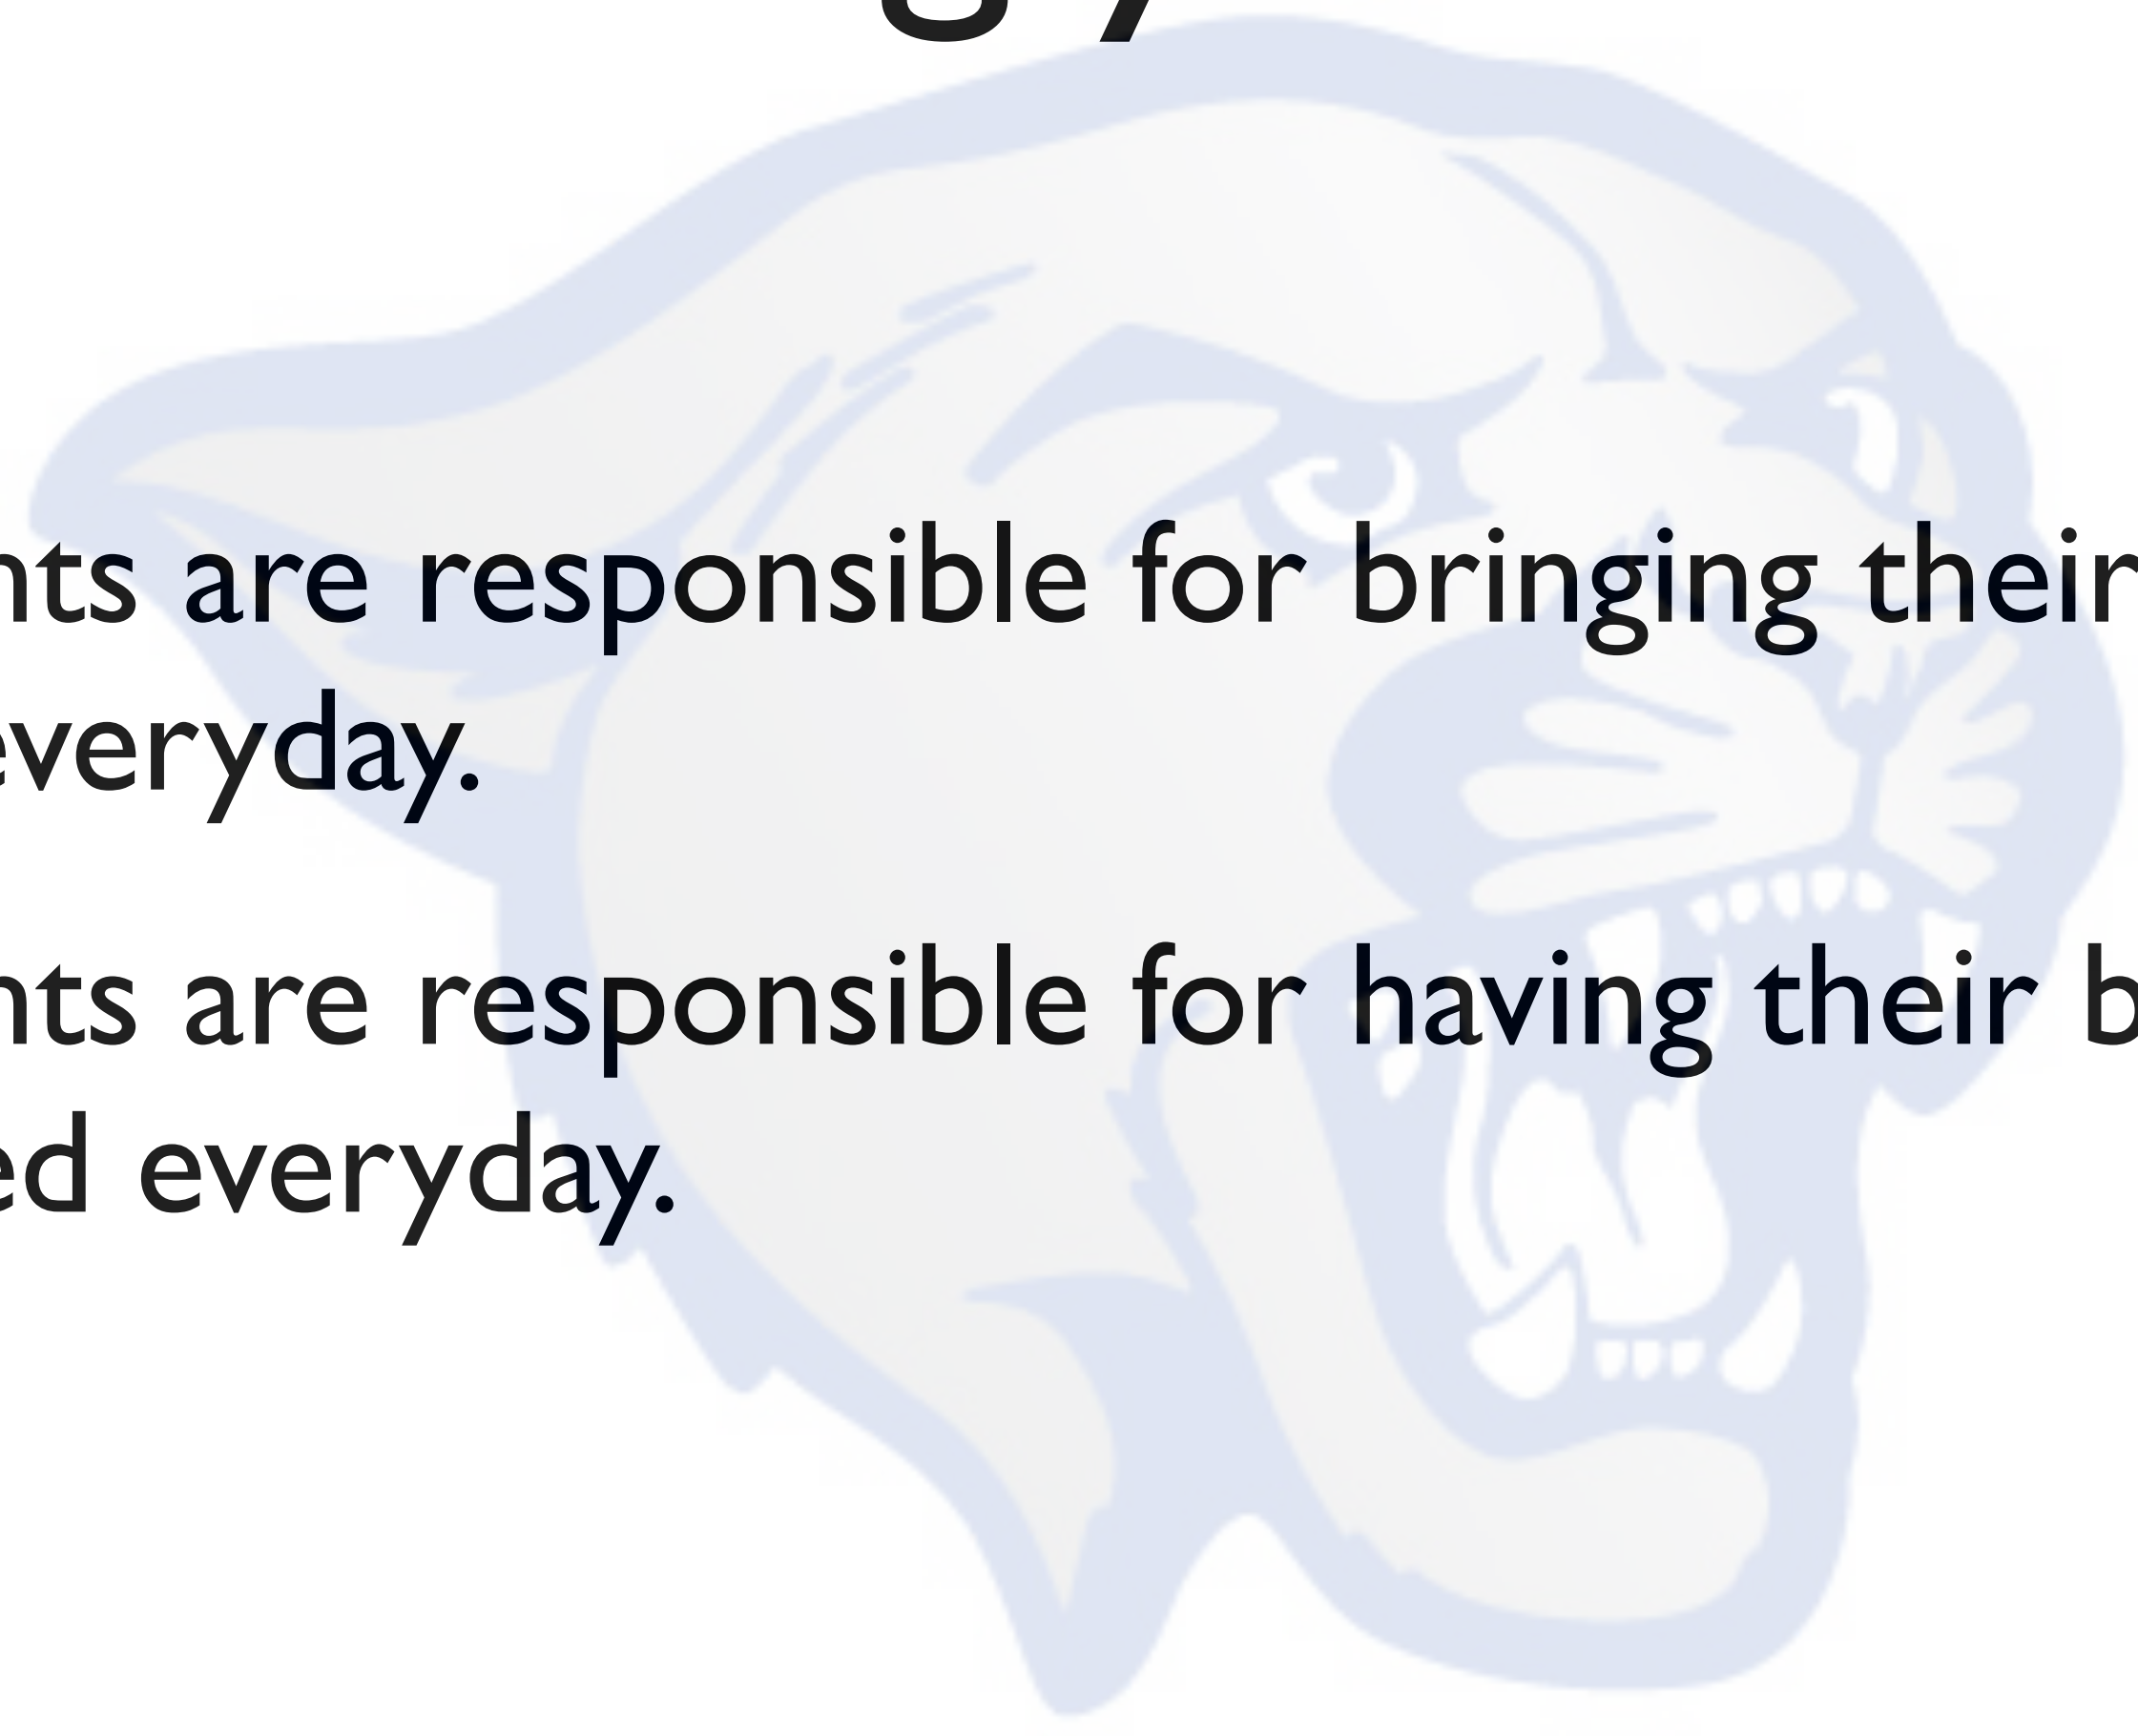 nts are responsible for bringing their
everyday.
nts are responsible for having their b
ed everyday.